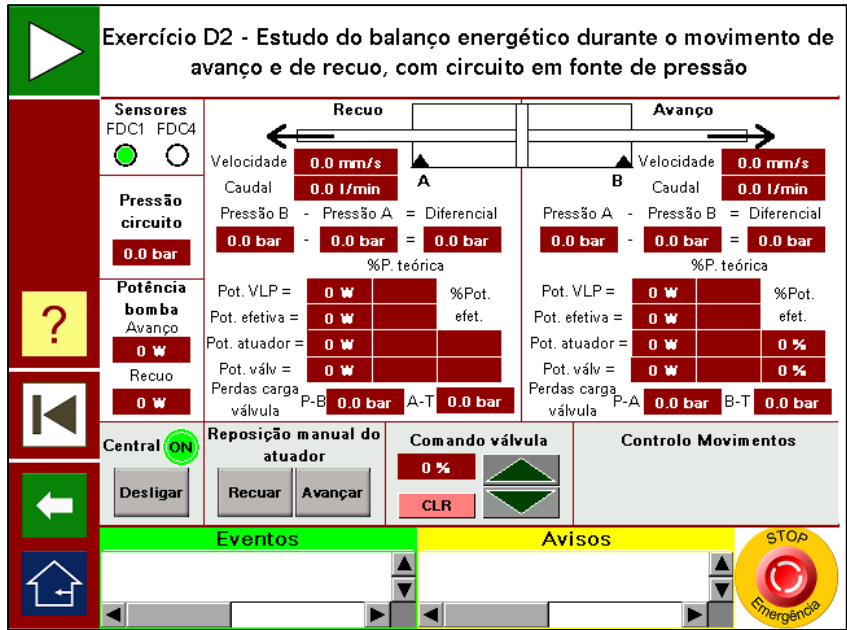 Exercício D2 - Estudo do balanço energético durante o movimento de
avanço e de recuo, com circuito em fonte de pressão
Sensores
FDC1 FDC4
Pressão
circuito
0.0 bar
Potência
bomba
Avanço
0 W
Recuo
0 W
Recuo
Velocidade 0.0 mm/s
Caudal 0.0 l/min
A
Pressão B - Pressão A = Diferencial
0.0 bar - 0.0 bar = 0.0 bar
%P. teórica
Pot. VLP = 0 W %Pot.
Pot. efetiva = 0 W efet.
Pot. atuador = 0 W
Pot. válv = 0 W
Perdas carga
válvula P-B 0.0 bar A-T 0.0 bar
Avanço
Velocidade 0.0 mm/s
B Caudal 0.0 l/min
Pressão A - Pressão B = Diferencial
0.0 bar - 0.0 bar = 0.0 bar
%P. teórica
Pot. VLP = 0 W %Pot.
Pot. efetiva = 0 W efet.
Pot. atuador = 0 W 0 %
Pot. válv = 0 W 0 %
Perdas carga
válvula P-A 0.0 bar B-T 0.0 bar
?
Central ON
Desligar
Reposição manual do
atuador
Recuar Avançar
Comando válvula
0 %
CLR
Controlo Movimentos
Eventos
Avisos
STOP
Emergência